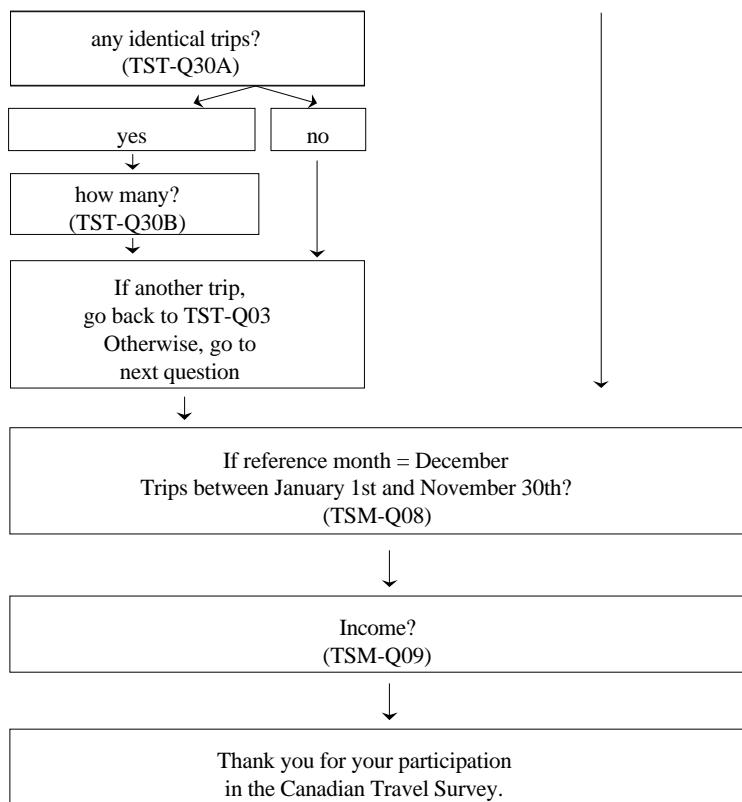 any identical trips?
(TST-Q30A)
yes
no
how many?
(TST-Q30B)
If another trip,
go back to TST-Q03
Otherwise, go to
next question
If reference month = December
Trips between January 1st and November 30th?
(TSM-Q08)
Income?
(TSM-Q09)
Thank you for your participation
in the Canadian Travel Survey.